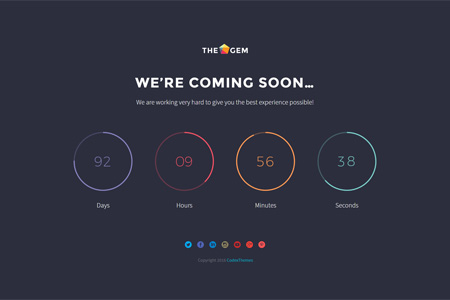 THE GEM
WE'RE COMING SOON...
We are working very hard to give you the best experience possible!
92 09 56 38
Days Hours Minutes Seconds
Copyright 2014 CodexThemes